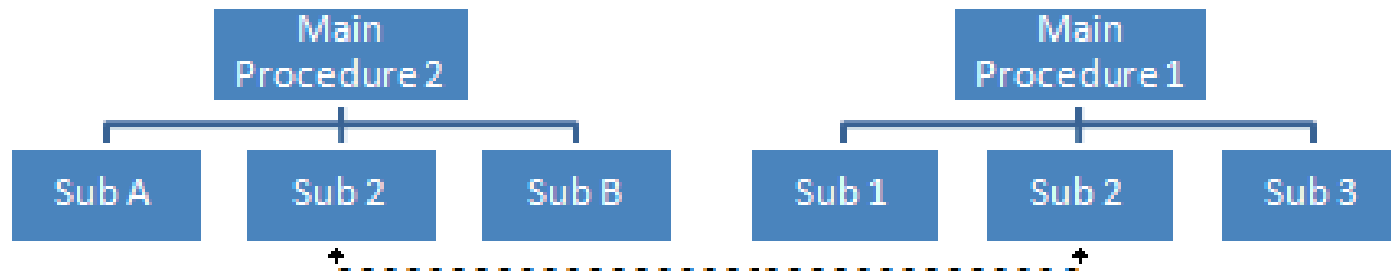 Main
Procedure 2
Main
Procedure 1
Sub A
Sub 2
Sub B
Sub 1
Sub 2
Sub 3